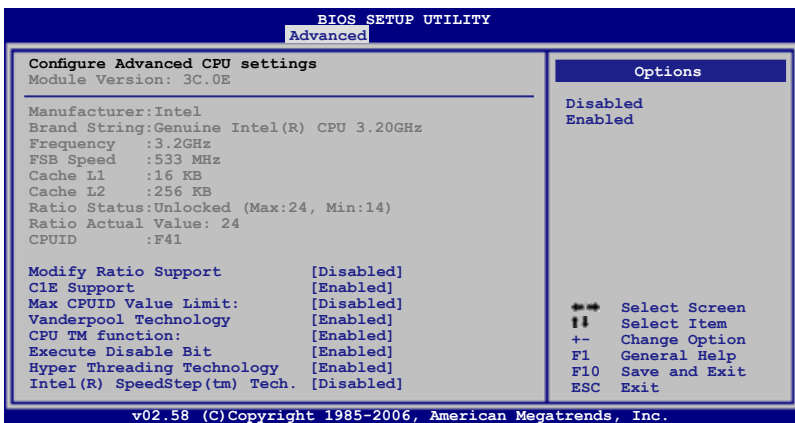 BIOS SETUP UTILITY
Advanced
Configure Advanced CPU settings
Module Version: 3C.0E
Manufacturer:Intel
Brand String:Genuine Intel(R) CPU 3.20GHz
Frequency :3.2GHz
FSB Speed :533 MHz
Cache L1 :16 KB
Cache L2 :256 KB
Ratio Status:Unlocked (Max:24, Min:14)
Ratio Actual Value: 24
CPUID :F41
Modify Ratio Support [Disabled]
C1E Support [Enabled]
Max CPUID Value Limit: [Disabled]
Vanderpool Technology [Enabled]
CPU TM function: [Enabled]
Execute Disable Bit [Enabled]
Hyper Threading Technology [Enabled]
Intel(R) SpeedStep(tm) Tech. [Disabled]
Options
Disabled
Enabled
Select Screen
Select Item
+- Change Option
F1 General Help
F10 Save and Exit
ESC Exit
v02.58 (C)Copyright 1985-2006, American Megatrends, Inc.